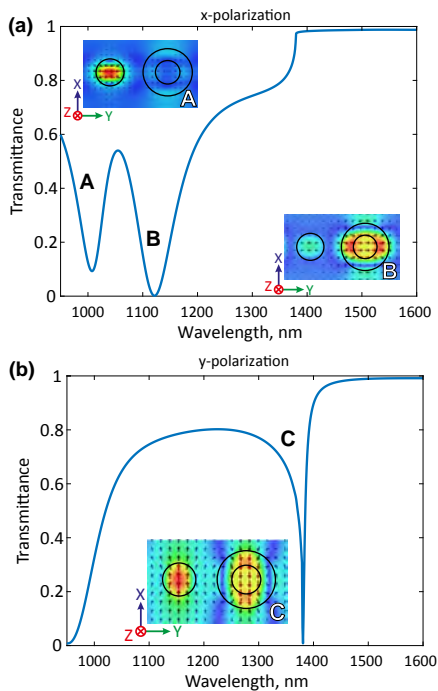 (a)
x-polarization
Transmittance
1
0.8
0.6
0.4
0.2
0
A
B
X
Z
Y
A
X
Z
Y
B
1000 1100 1200 1300 1400 1500 1600
Wavelength, nm
(b)
y-polarization
Transmittance
1
0.8
0.6
0.4
0.2
0
C
X
Z
Y
C
1000 1100 1200 1300 1400 1500 1600
Wavelength, nm